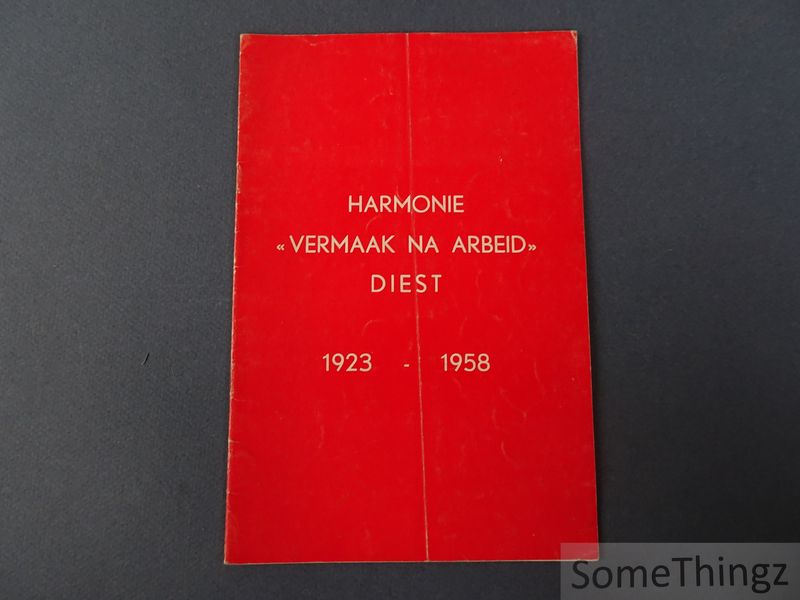 HARMONIE
«VERMAAK NA ARBEID»
DIEST
1923 - 1958
SomeThingz